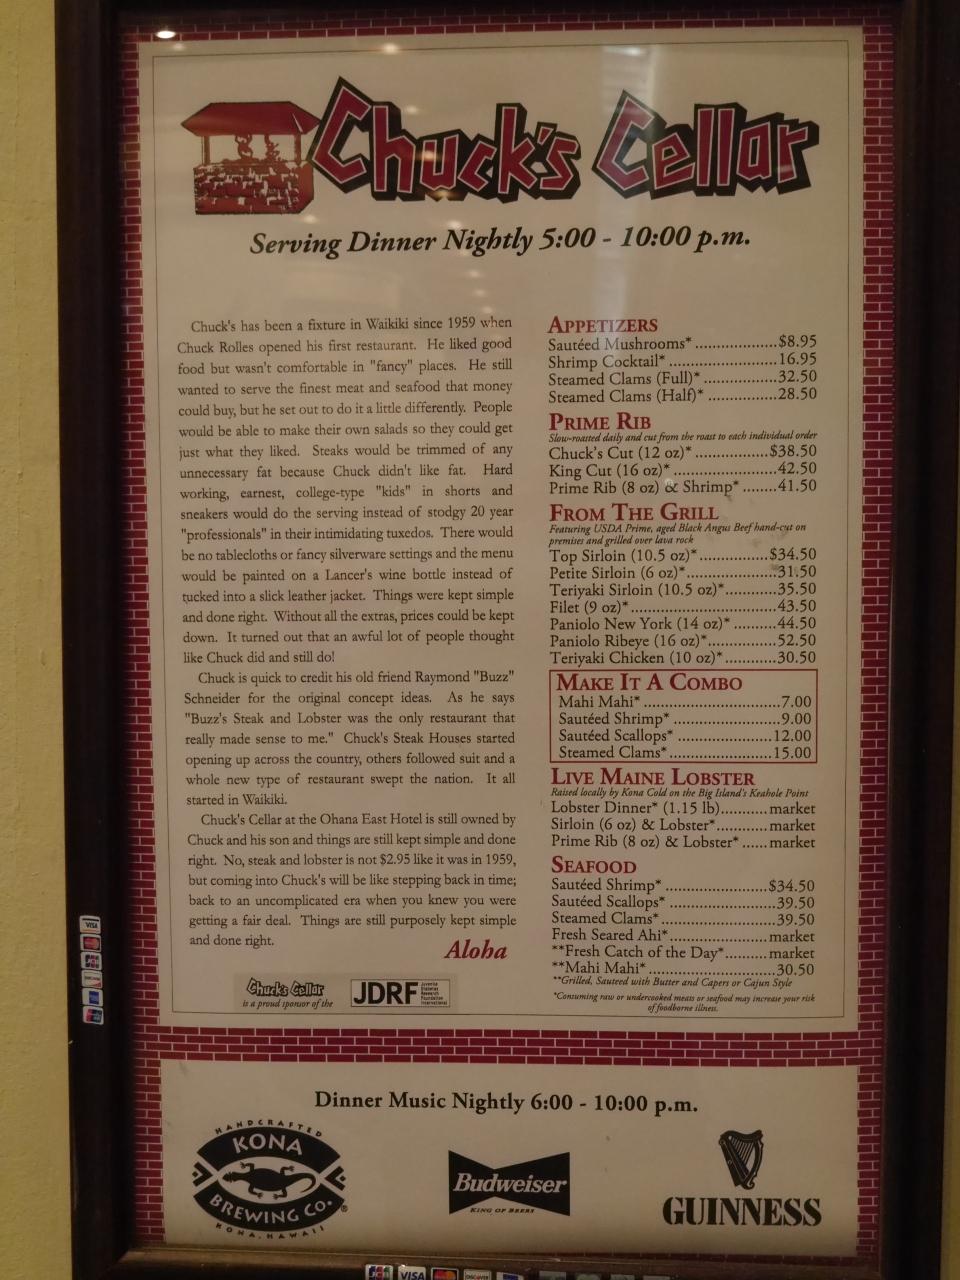 Chuck's Cellar
Serving Dinner Nightly 5:00 - 10:00 p.m.
Chuck's has been a fixture in Waikiki since 1959 when
Chuck Rolles opened his first restaurant. He liked good
food but wasn't comfortable in "fancy" places. He still
wanted to serve the finest meat and seafood that money
could buy, but he set out to do it a little differently. People
would be able to make their own salads so they could get
just what they liked. Steaks would be trimmed of any
unnecessary fat because Chuck didn't like fat. Hard
working, earnest, college-type "kids" in shorts and
sneakers would do the serving instead of stodgy 20 year
"professionals" in their intimidating tuxedos. There would
be no tablecloths or fancy silverware settings and the menu
would be painted on a Lancer's wine bottle instead of
tucked into a slick leather jacket. Things were kept simple
and done right. Without all the extras, prices could be kept
down. It turned out that an awful lot of people thought
like Chuck did and still do!
Chuck is quick to credit his old friend Raymond "Buzz"
Schneider for the original concept ideas. As he says
"Buzz's Steak and Lobster was the only restaurant that
really made sense to me." Chuck's Steak Houses started
opening up across the country, others followed suit and a
whole new type of restaurant swept the nation. It all
started in Waikiki.
Chuck's Cellar at the Ohana East Hotel is still owned by
Chuck and his son and things are still kept simple and done
right. No, steak and lobster is not $2.95 like it was in 1959,
but coming into Chuck's will be like stepping back in time;
back to an uncomplicated era when you knew you were
getting a fair deal. Things are still purposely kept simple
and done right.
Aloha
Chuck's Cellar
is a proud sponsor of the
JDRF
Juvenile
Diabetes
Research
Foundation
International
APPETIZERS
Sautéed Mushrooms* ..................$8.95
Shrimp Cocktail* ........................16.95
Steamed Clams (Full)* .................32.50
Steamed Clams (Half)* ...............28.50
PRIME RIB
Slow-roasted daily and cut from the roast to each individual order
Chuck's Cut (12 oz)* .................$38.50
King Cut (16 oz)* .......................42.50
Prime Rib (8 oz) & Shrimp* ........41.50
FROM THE GRILL
Featuring USDA Prime, aged Black Angus Beef hand-cut on
premises and grilled over lava rock
Top Sirloin (10.5 oz)*................$34.50
Petite Sirloin (6 oz)*....................31.50
Teriyaki Sirloin (10.5 oz)*............35.50
Filet (9 oz)*................................43.50
Paniolo New York (14 oz)* ..........44.50
Paniolo Ribeye (16 oz)*...............52.50
Teriyaki Chicken (10 oz)*............30.50
MAKE IT A COMBO
Mahi Mahi* ................................7.00
Sautéed Shrimp* .........................9.00
Sautéed Scallops* ......................12.00
Steamed Clams*........................15.00
LIVE MAINE LOBSTER
Raised locally by Kona Cold on the Big Island's Keahole Point
Lobster Dinner* (1.15 lb)...........market
Sirloin (6 oz) & Lobster*............market
Prime Rib (8 oz) & Lobster* ......market
SEAFOOD
Sautéed Shrimp* .......................$34.50
Sautéed Scallops* .......................39.50
Steamed Clams* .........................39.50
Fresh Seared Ahi*......................market
**Fresh Catch of the Day*.........market
**Mahi Mahi* ............................30.50
**Grilled, Sauteed with Butter and Capers or Cajun Style
*Consuming raw or undercooked meats or seafood may increase your risk
of foodborne illness.
VISA
JCB
DISCOVER
Dinner Music Nightly 6:00 - 10:00 p.m.
HANDCRAFTED
KONA
BREWING CO.®
KONA, HAWAII
Budweiser
KING OF BEERS
GUINNESS
JCB VISA MasterCard DISCOVER